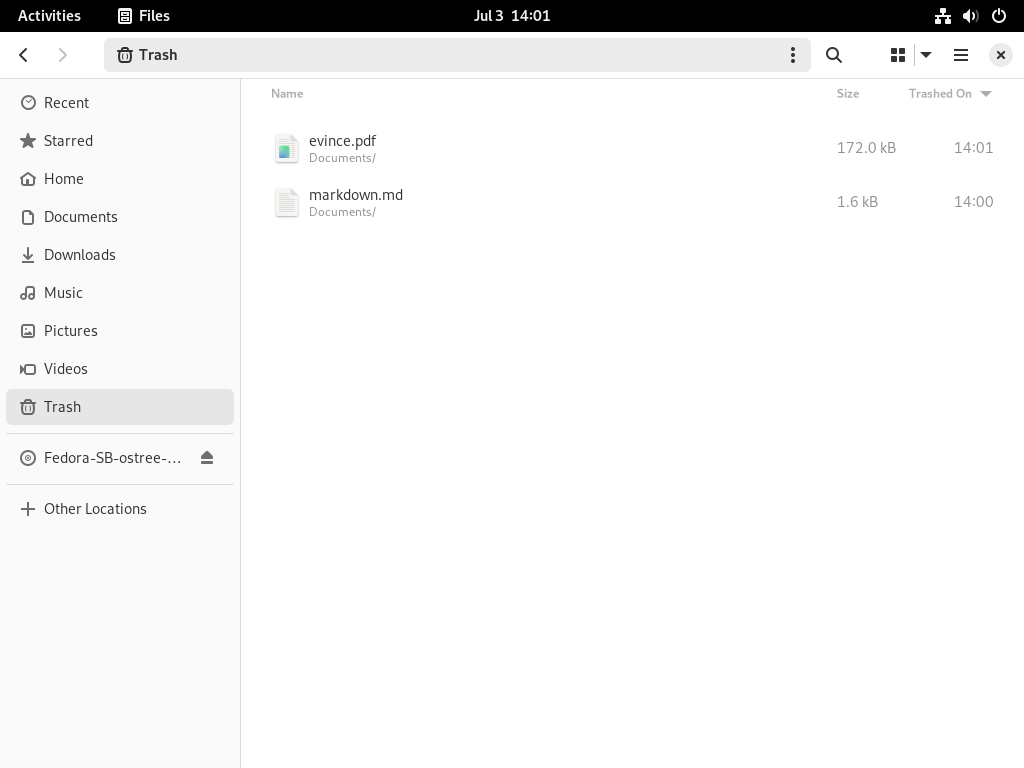 Activities Files Jul 3 14:01
Trash
Name Size Trashed On
Recent
Starred
Home
Documents
Downloads
Music
Pictures
Videos
Trash
Fedora-SB-ostree-…
Other Locations
evince.pdf 172.0 kB 14:01
Documents/
markdown.md 1.6 kB 14:00
Documents/